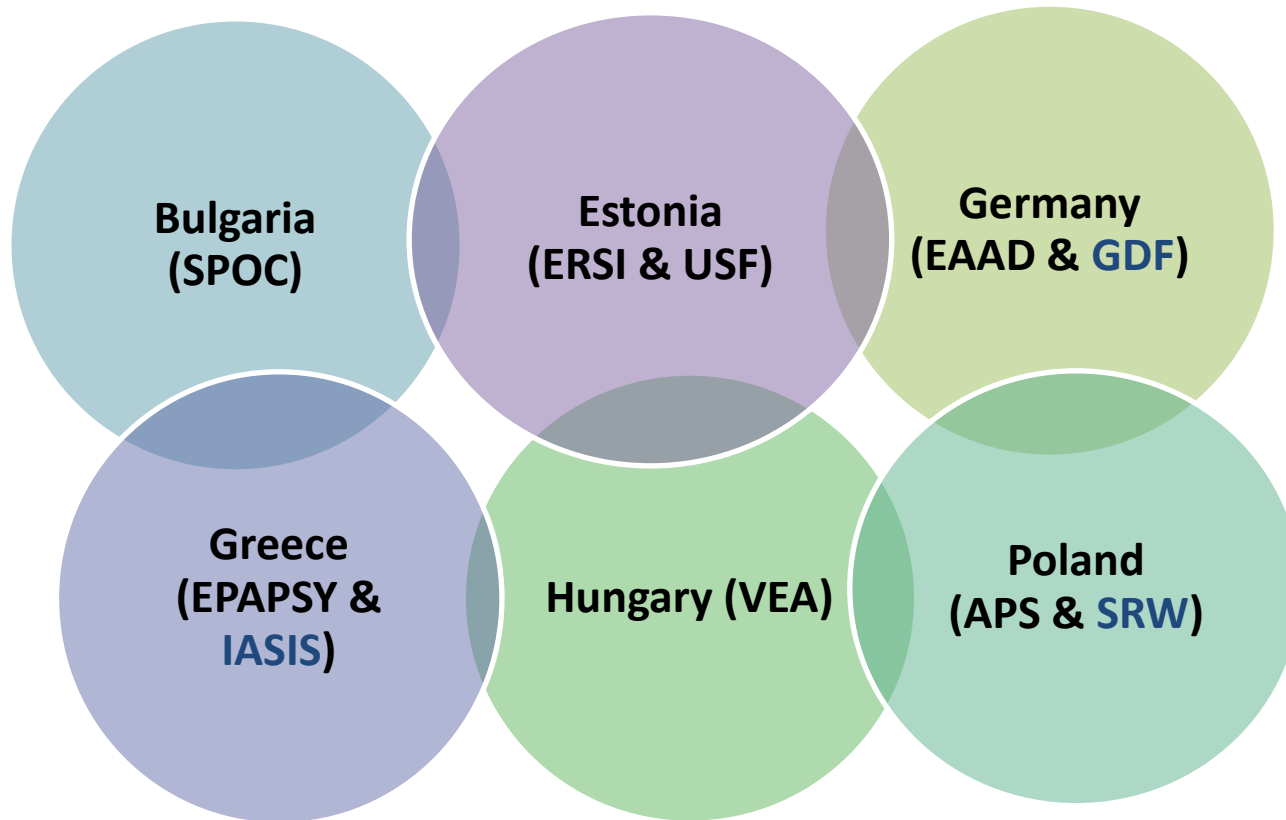 Bulgaria
(SPOC)
Estonia
(ERSI & USF)
Germany
(EAAD & GDF)
Greece
(EPAPSY &
IASIS)
Hungary (VEA)
Poland
(APS & SRW)